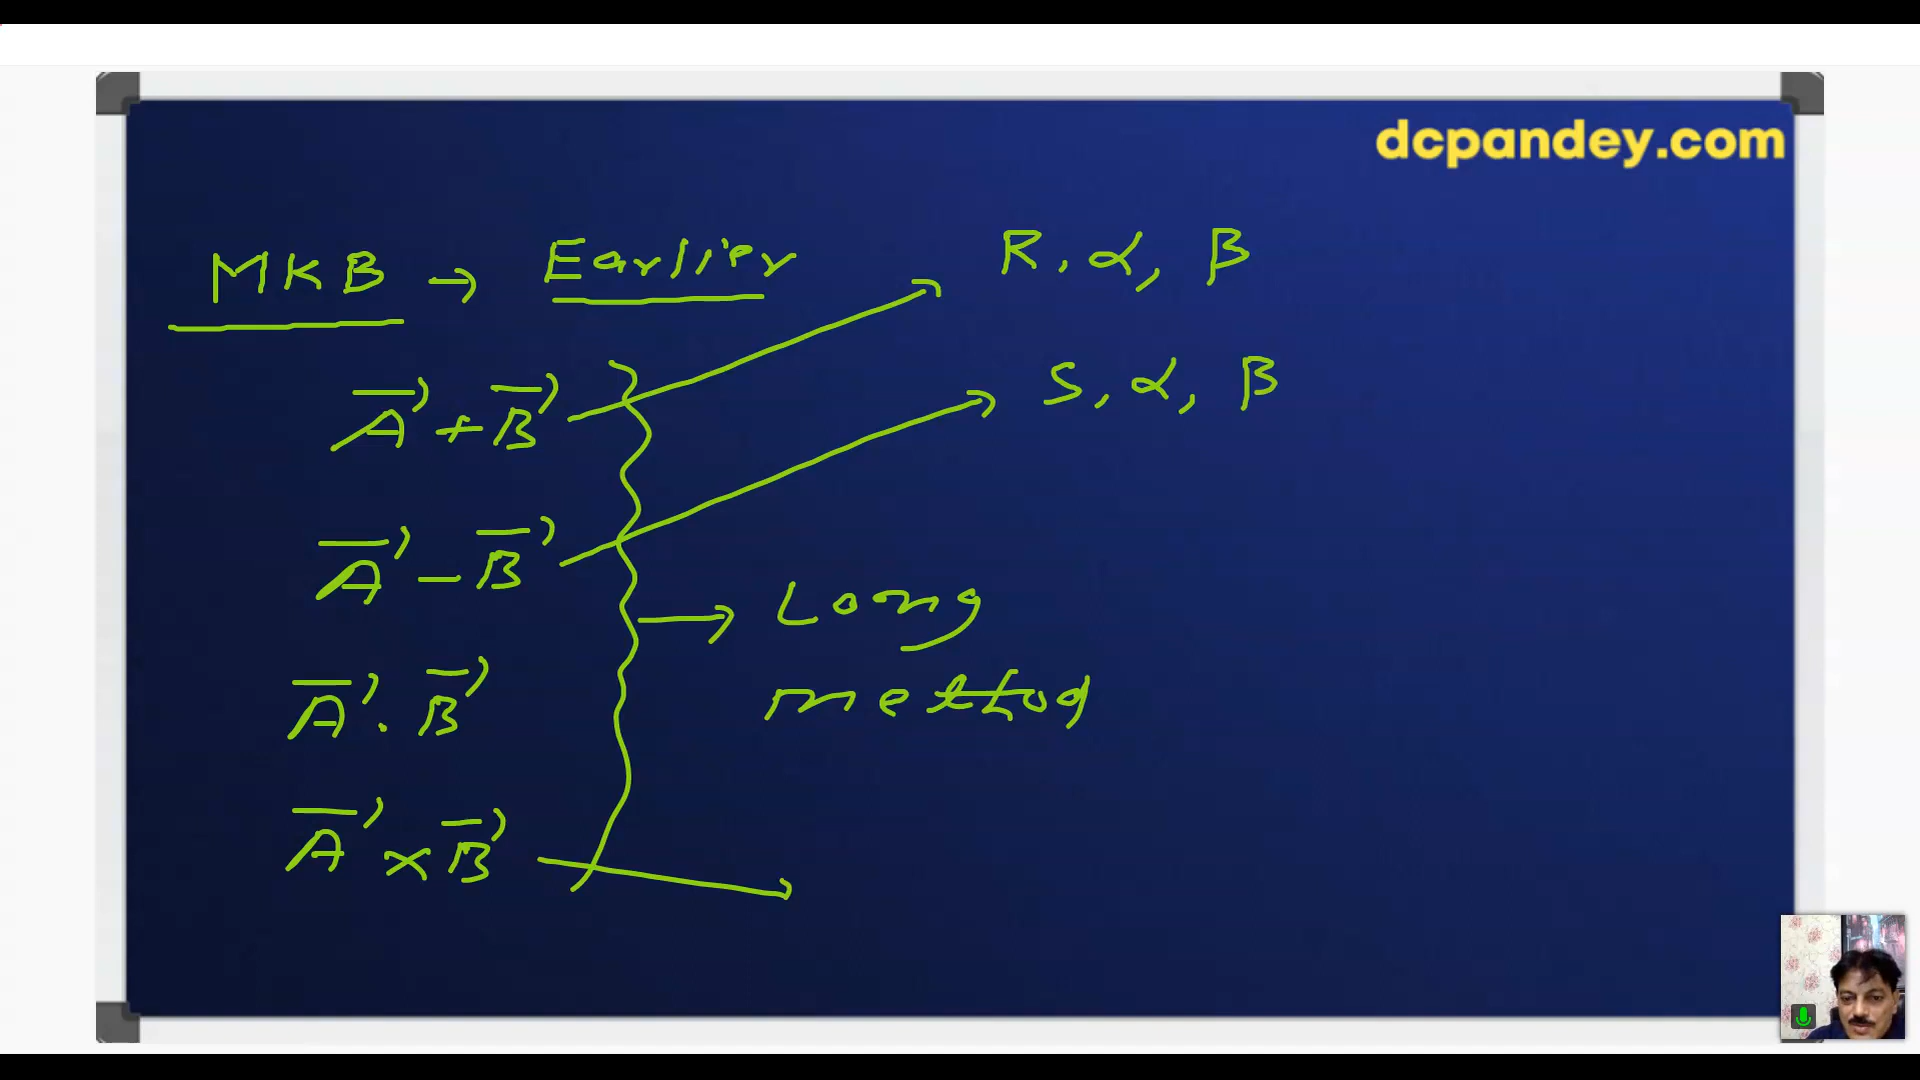 dcpandey.com
MKB → Earlier
R, α, β
A⃗ + B⃗
S, α, β
A⃗ − B⃗
→ Long method
A⃗ . B⃗
A⃗ × B⃗